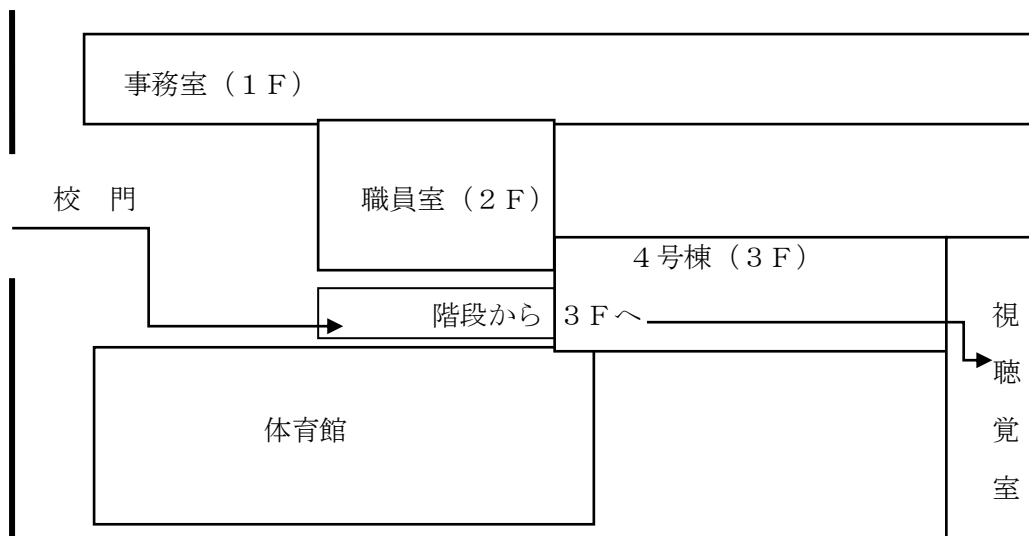 事務室（１Ｆ）
校　門
職員室（２Ｆ）
４号棟（３Ｆ）
階段から　３Ｆへ
視聴覚室
体育館